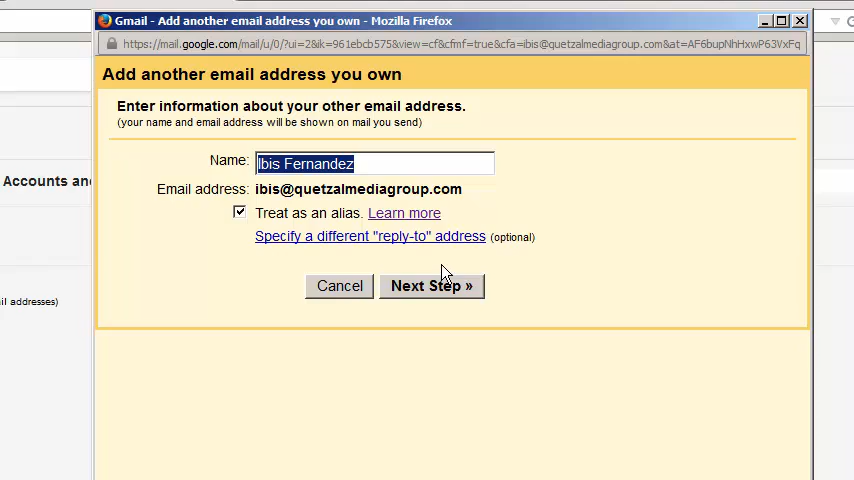 Gmail - Add another email address you own - Mozilla Firefox
https://mail.google.com/mail/u/0/?ui=2&ik=961ebcb575&view=cf&cfmf=true&cfa=ibis@quetzalmediagroup.com&at=AF6bupNhHxwP63VxFq
Add another email address you own
Enter information about your other email address.
(your name and email address will be shown on mail you send)
Name: Ibis Fernandez
Accounts an
Email address: ibis@quetzalmediagroup.com
Treat as an alias. Learn more
Specify a different "reply-to" address (optional)
Cancel Next Step »
il addresses)